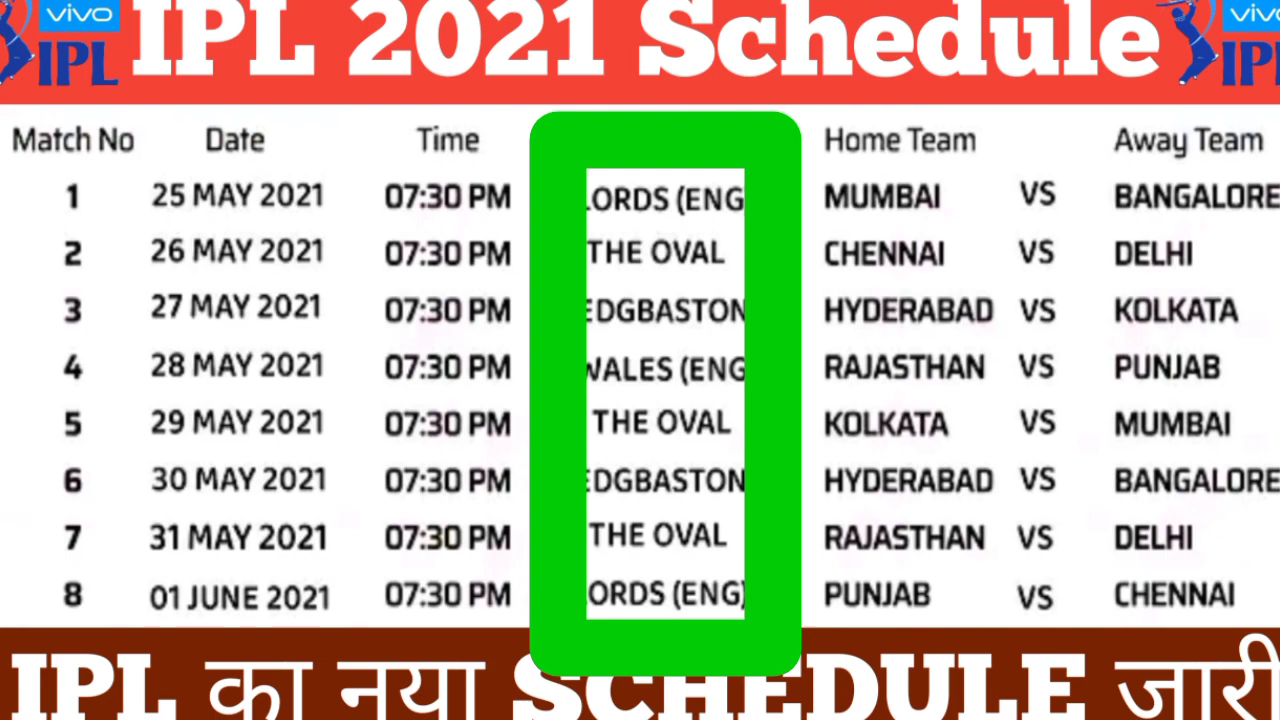 vivo IPL IPL 2021 Schedule vivo IPL
Match No Date Time Home Team Away Team
1 25 MAY 2021 07:30 PM LORDS (ENG MUMBAI VS BANGALORE
2 26 MAY 2021 07:30 PM THE OVAL CHENNAI VS DELHI
3 27 MAY 2021 07:30 PM EDGBASTON HYDERABAD VS KOLKATA
4 28 MAY 2021 07:30 PM WALES (ENG RAJASTHAN VS PUNJAB
5 29 MAY 2021 07:30 PM THE OVAL KOLKATA VS MUMBAI
6 30 MAY 2021 07:30 PM EDGBASTON HYDERABAD VS BANGALORE
7 31 MAY 2021 07:30 PM THE OVAL RAJASTHAN VS DELHI
8 01 JUNE 2021 07:30 PM LORDS (ENG) PUNJAB VS CHENNAI
IPL का नया SCHEDULE जारी